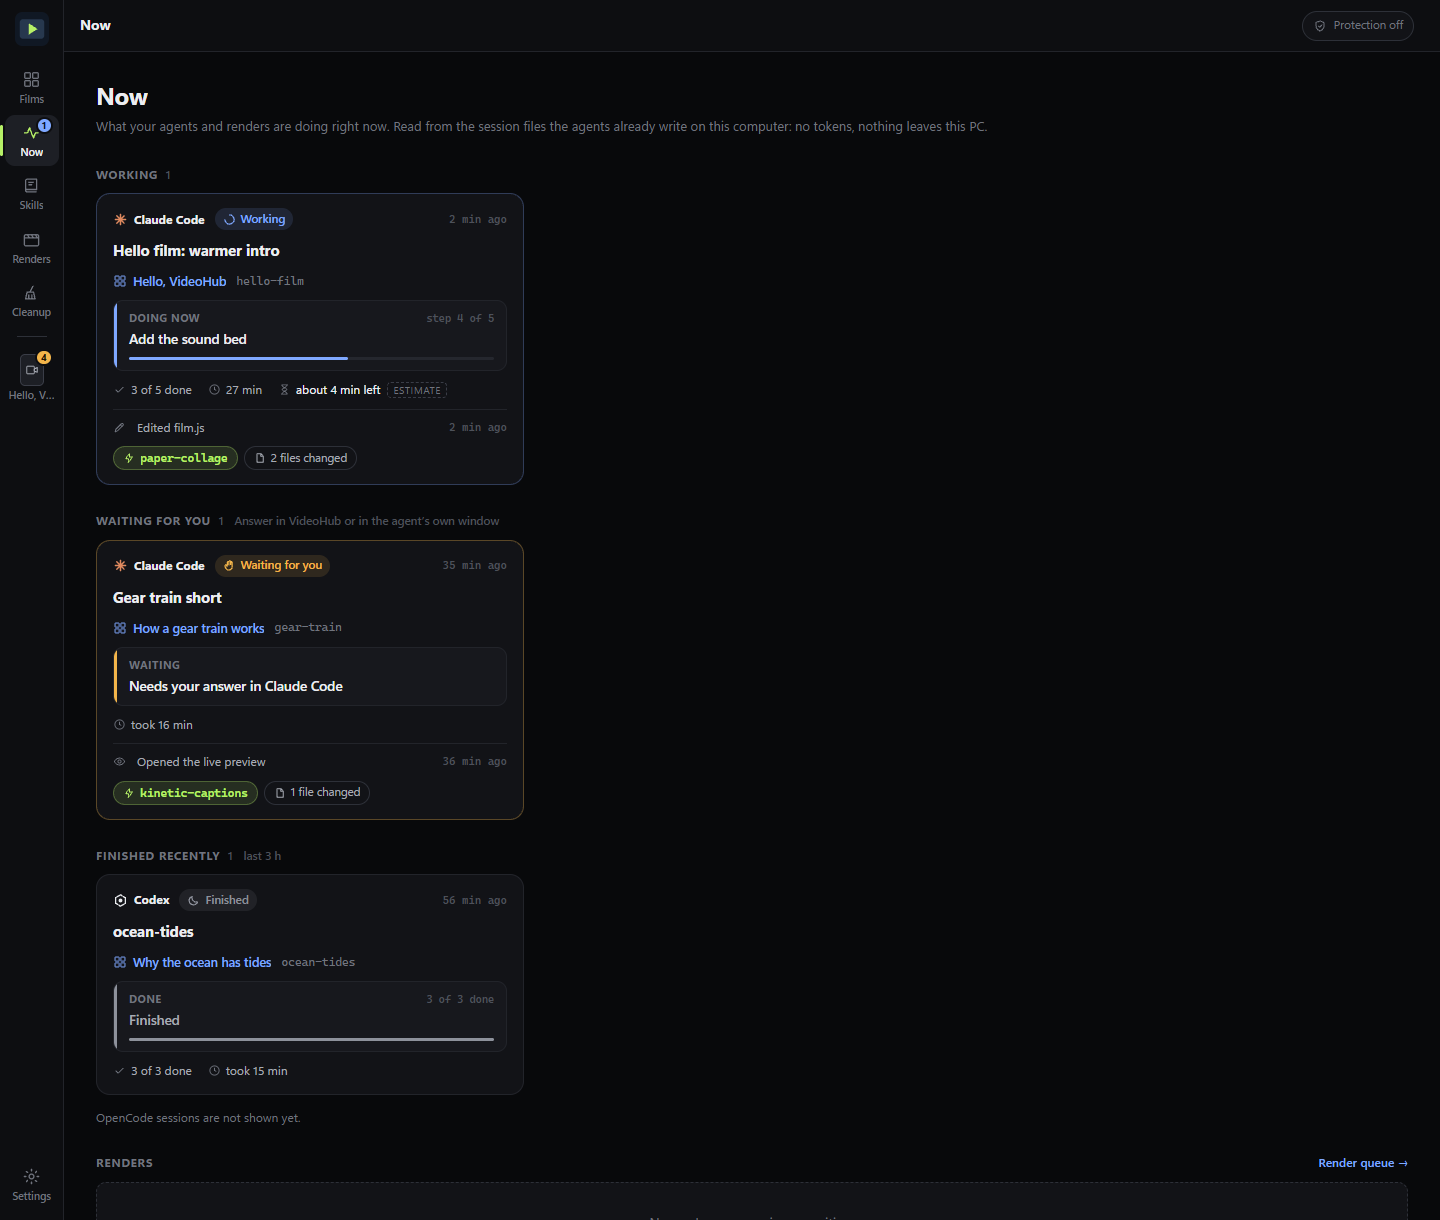 Now
Protection off
Films
1
Now
Skills
Renders
Cleanup
4
Hello, V...
Settings
Now
What your agents and renders are doing right now. Read from the session files the agents already write on this computer: no tokens, nothing leaves this PC.
WORKING 1
Claude Code Working 2 min ago
Hello film: warmer intro
Hello, VideoHub hello-film
DOING NOW step 4 of 5
Add the sound bed
3 of 5 done 27 min about 4 min left ESTIMATE
Edited film.js 2 min ago
paper-collage 2 files changed
WAITING FOR YOU 1 Answer in VideoHub or in the agent's own window
Claude Code Waiting for you 35 min ago
Gear train short
How a gear train works gear-train
WAITING
Needs your answer in Claude Code
took 16 min
Opened the live preview 36 min ago
kinetic-captions 1 file changed
FINISHED RECENTLY 1 last 3 h
Codex Finished 56 min ago
ocean-tides
Why the ocean has tides ocean-tides
DONE 3 of 3 done
Finished
3 of 3 done took 15 min
OpenCode sessions are not shown yet.
RENDERS Render queue →